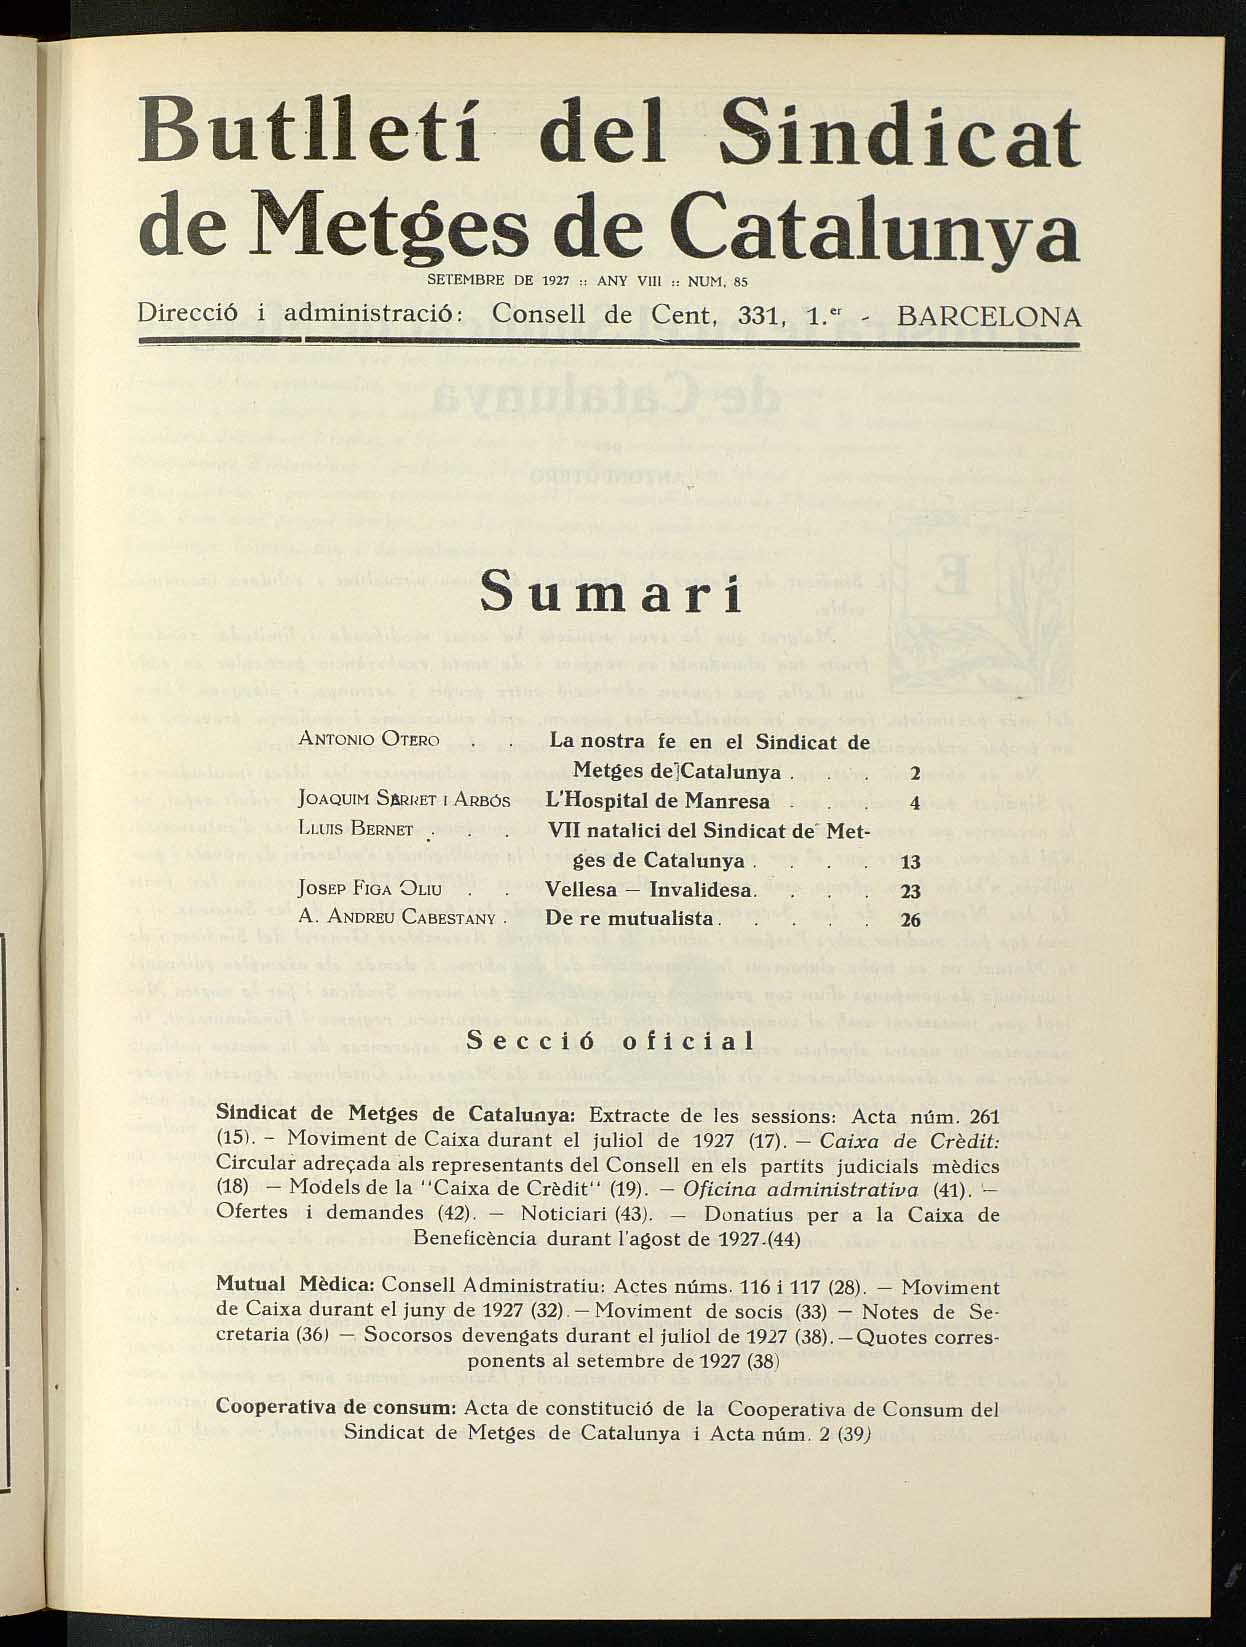 Butlletí del Sindicat
de Metges de Catalunya
SETEMBRE DE 1927 :: ANY VIII :: NUM. 85
Direcció i administració: Consell de Cent, 331, 1.er - BARCELONA
Sumari
ANTONIO OTERO . . La nostra fe en el Sindicat de
Metges de Catalunya . . . 2
JOAQUIM SARRET I ARBÓS L'Hospital de Manresa . . . 4
LLUIS BERNET . . . VII natalici del Sindicat de Met-
ges de Catalunya . . . . 13
JOSEP FIGA OLIU . . Vellesa — Invalidesa. . . . 23
A. ANDREU CABESTANY . De re mutualista. . . . . 26
Secció oficial
Sindicat de Metges de Catalunya: Extracte de les sessions: Acta núm. 261
(15). – Moviment de Caixa durant el juliol de 1927 (17). — Caixa de Crèdit:
Circular adreçada als representants del Consell en els partits judicials mèdics
(18) — Models de la "Caixa de Crèdit" (19). — Oficina administrativa (41). —
Ofertes i demandes (42). — Noticiari (43). — Donatius per a la Caixa de
Beneficència durant l'agost de 1927.(44)
Mutual Mèdica: Consell Administratiu: Actes núms. 116 i 117 (28). — Moviment
de Caixa durant el juny de 1927 (32). — Moviment de socis (33) — Notes de Se-
cretaria (36) — Socorsos devengats durant el juliol de 1927 (38). — Quotes corres-
ponents al setembre de 1927 (38)
Cooperativa de consum: Acta de constitució de la Cooperativa de Consum del
Sindicat de Metges de Catalunya i Acta núm. 2 (39)